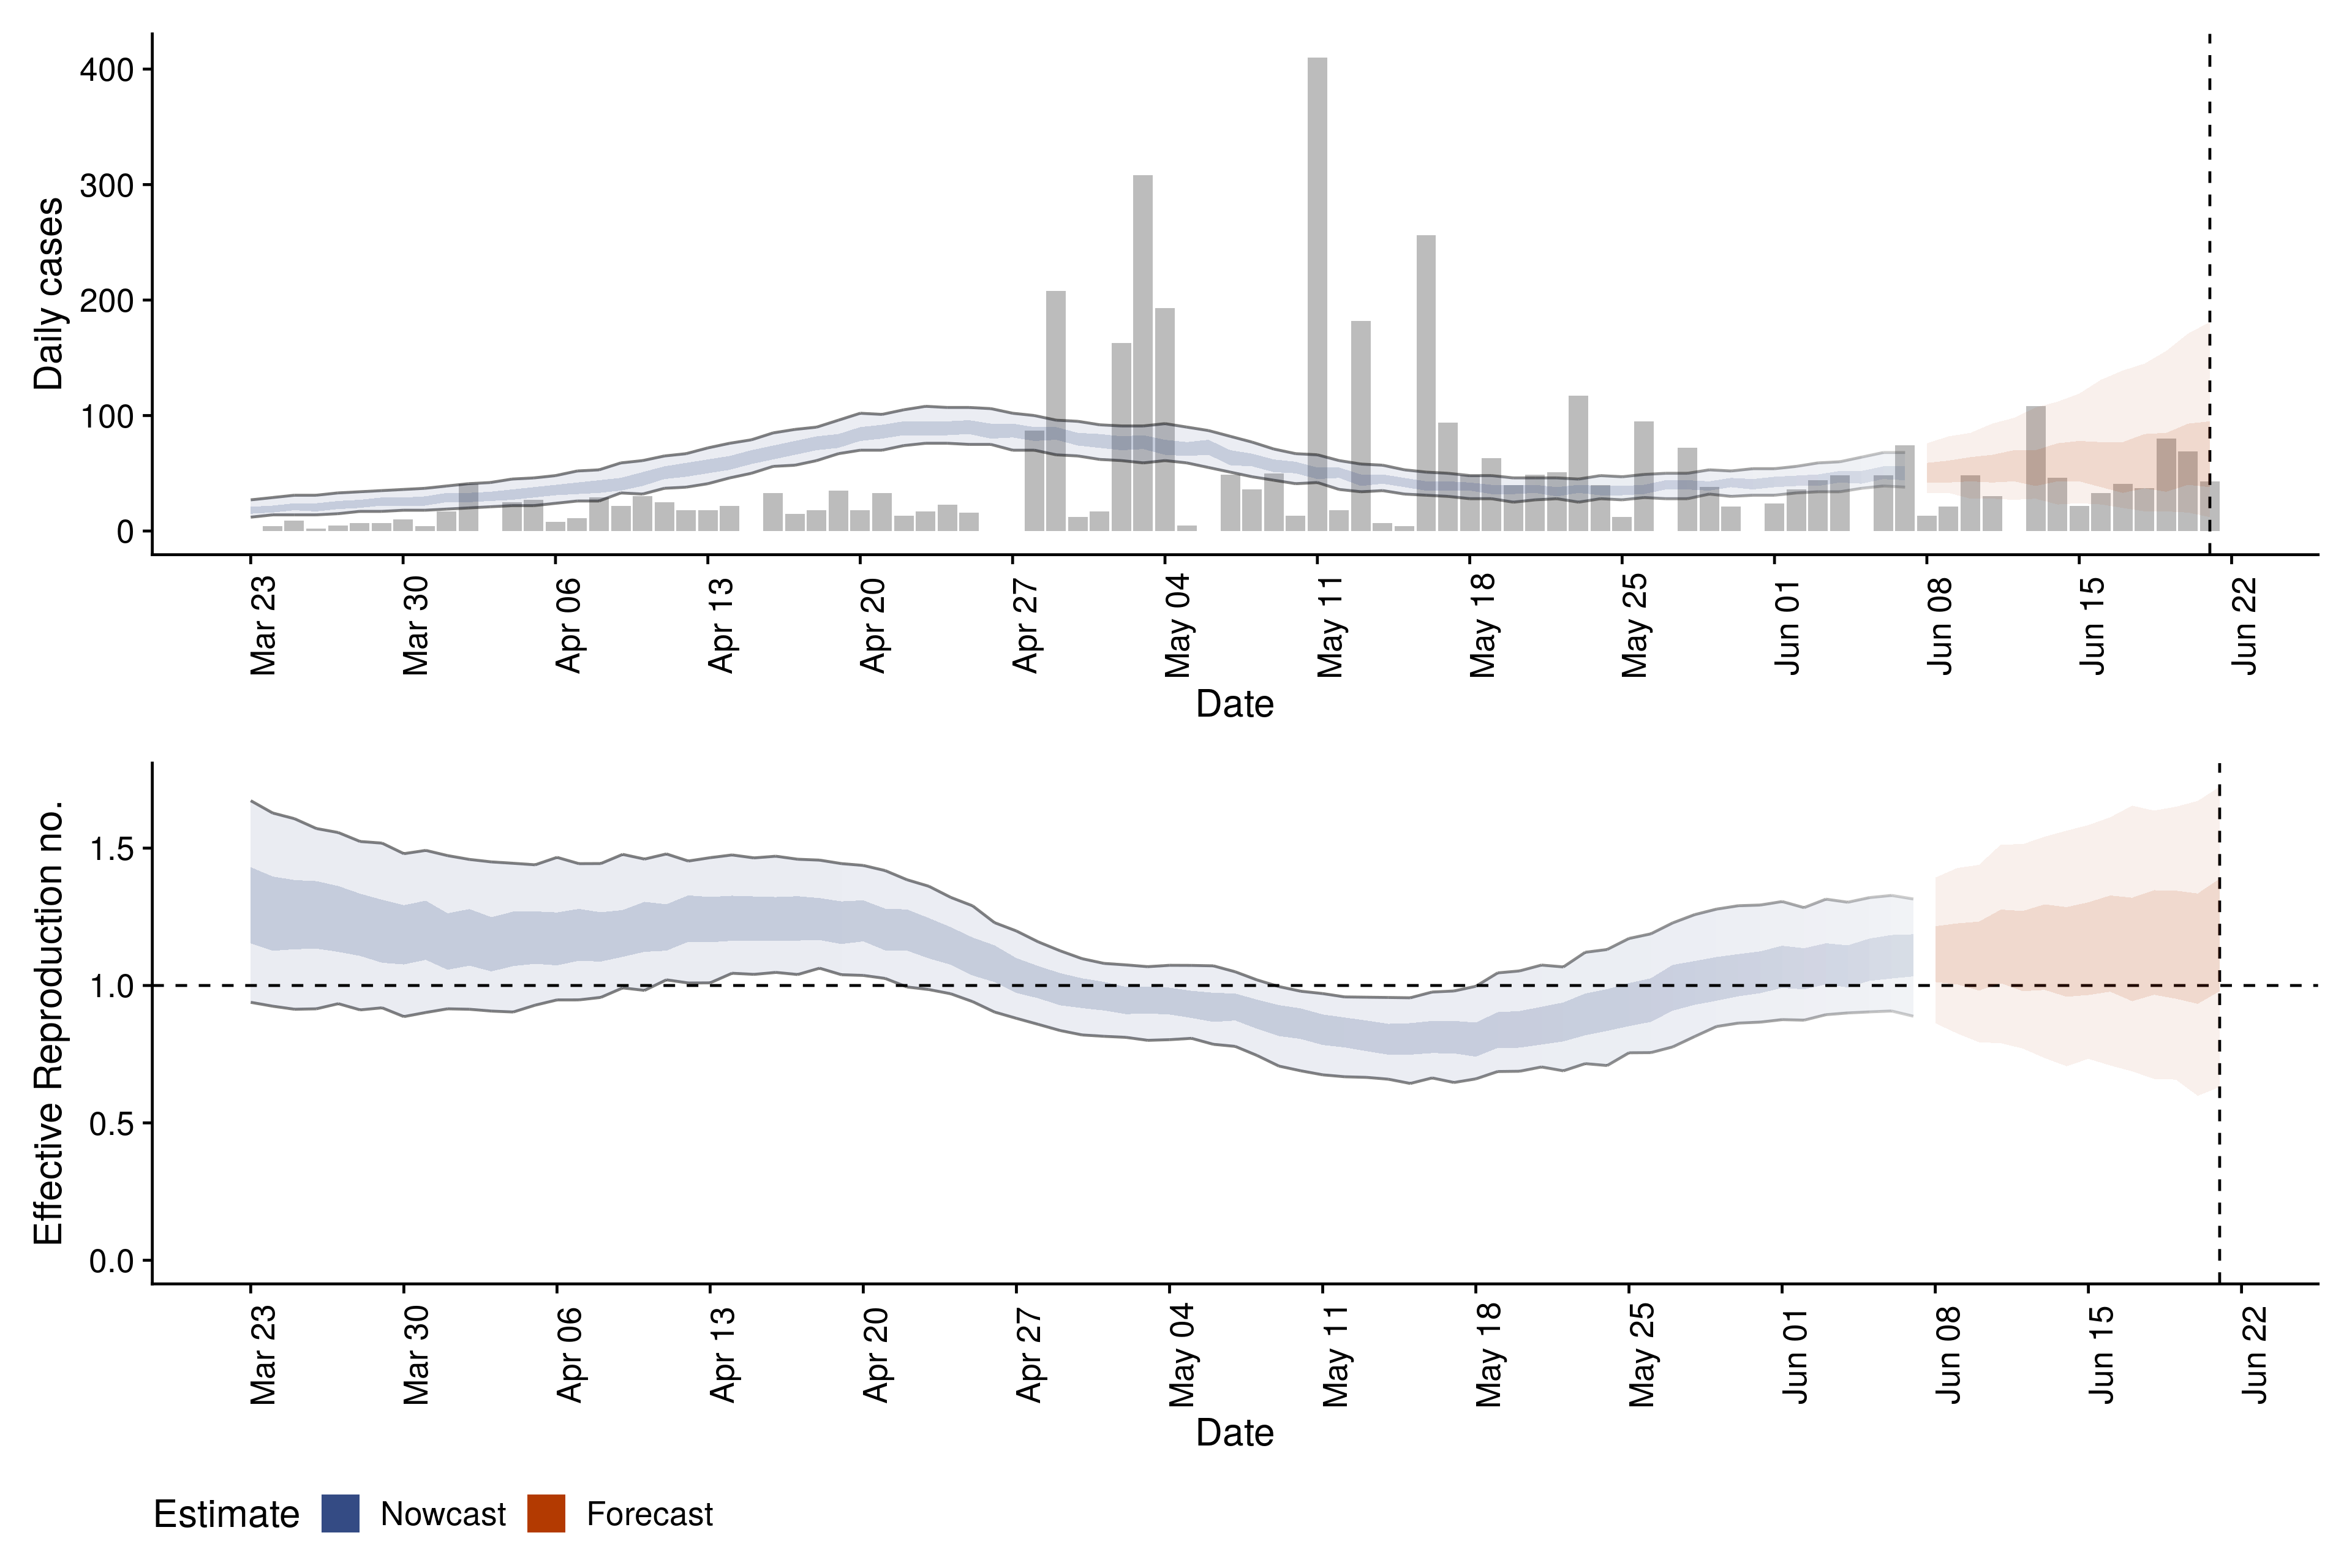 400
300
200
100
0
Daily cases
Mar 23 Mar 30 Apr 06 Apr 13 Apr 20 Apr 27 May 04 May 11 May 18 May 25 Jun 01 Jun 08 Jun 15 Jun 22
Date
1.5
1.0
0.5
0.0
Effective Reproduction no.
Mar 23 Mar 30 Apr 06 Apr 13 Apr 20 Apr 27 May 04 May 11 May 18 May 25 Jun 01 Jun 08 Jun 15 Jun 22
Date
Estimate Nowcast Forecast